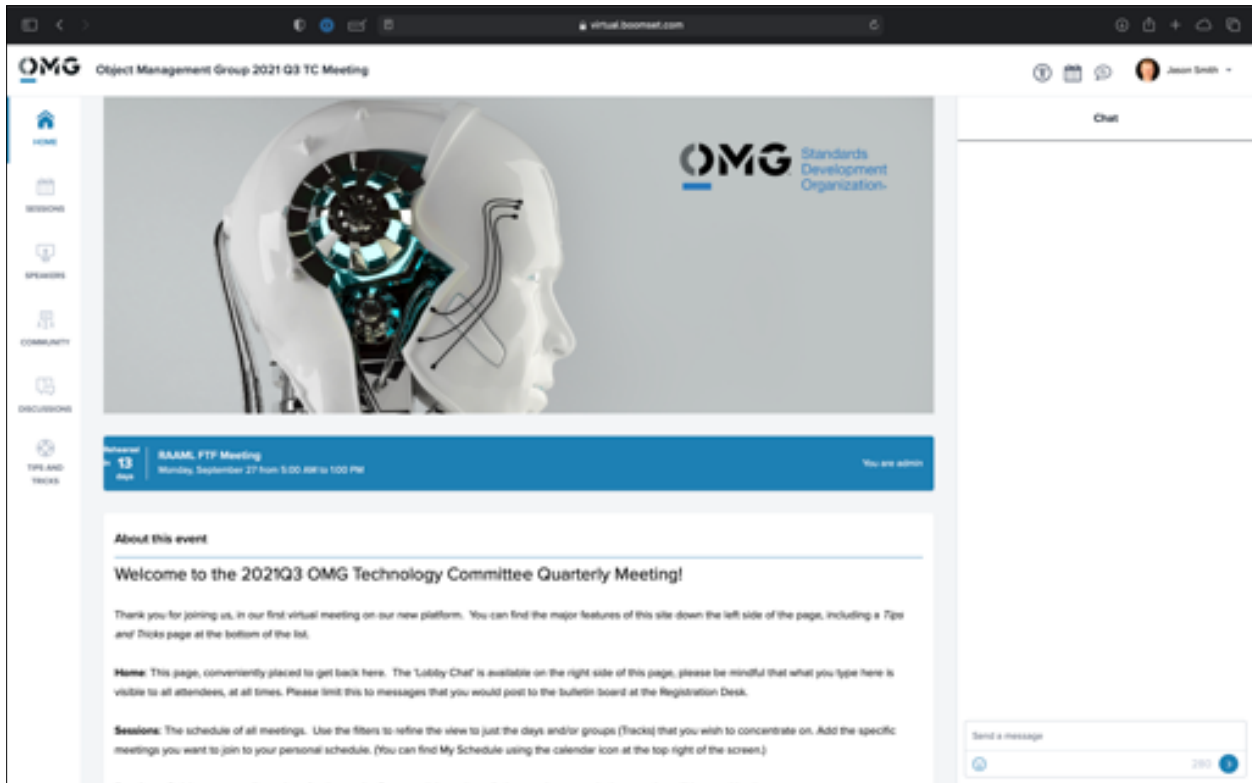 virtual.boomset.com
OMG Object Management Group 2021 Q3 TC Meeting
Jason Smith
HOME
SESSIONS
SPEAKERS
COMMUNITY
DISCUSSIONS
TIPS AND
TRICKS
OMG Standards
Development
Organization
Rehearsal
in
13
days
RAAML FTF Meeting
Monday, September 27 from 5:00 AM to 1:00 PM
You are admin
About this event
Welcome to the 2021Q3 OMG Technology Committee Quarterly Meeting!
Thank you for joining us, in our first virtual meeting on our new platform. You can find the major features of this site down the left side of the page, including a Tips
and Tricks page at the bottom of the list.
Home: This page, conveniently placed to get back here. The 'Lobby Chat' is available on the right side of this page, please be mindful that what you type here is
visible to all attendees, at all times. Please limit this to messages that you would post to the bulletin board at the Registration Desk.
Sessions: The schedule of all meetings. Use the filters to refine the view to just the days and/or groups (Tracks) that you wish to concentrate on. Add the specific
meetings you want to join to your personal schedule. (You can find My Schedule using the calendar icon at the top right of the screen.)
Chat
Send a message
280